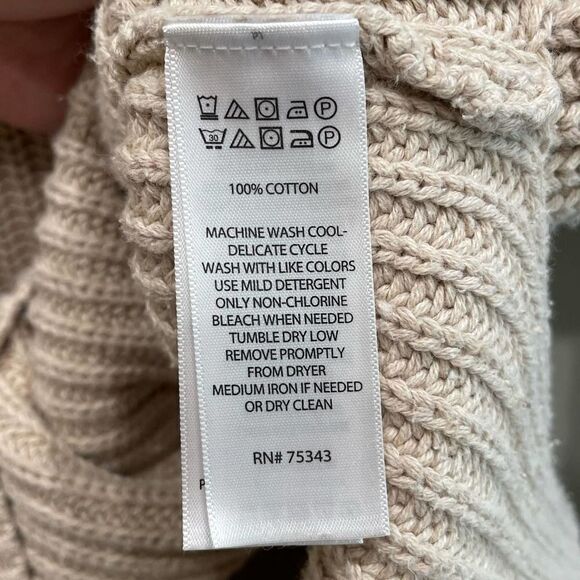 P P
30 P
100% COTTON
MACHINE WASH COOL-
DELICATE CYCLE
WASH WITH LIKE COLORS
USE MILD DETERGENT
ONLY NON-CHLORINE
BLEACH WHEN NEEDED
TUMBLE DRY LOW
REMOVE PROMPTLY
FROM DRYER
MEDIUM IRON IF NEEDED
OR DRY CLEAN
RN# 75343
P